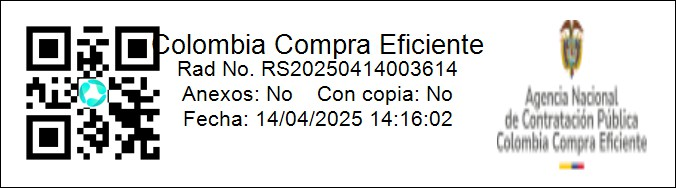 Colombia Compra Eficiente
Rad No. RS20250414003614
Anexos: No Con copia: No
Fecha: 14/04/2025 14:16:02
Agencia Nacional
de Contratación Pública
Colombia Compra Eficiente